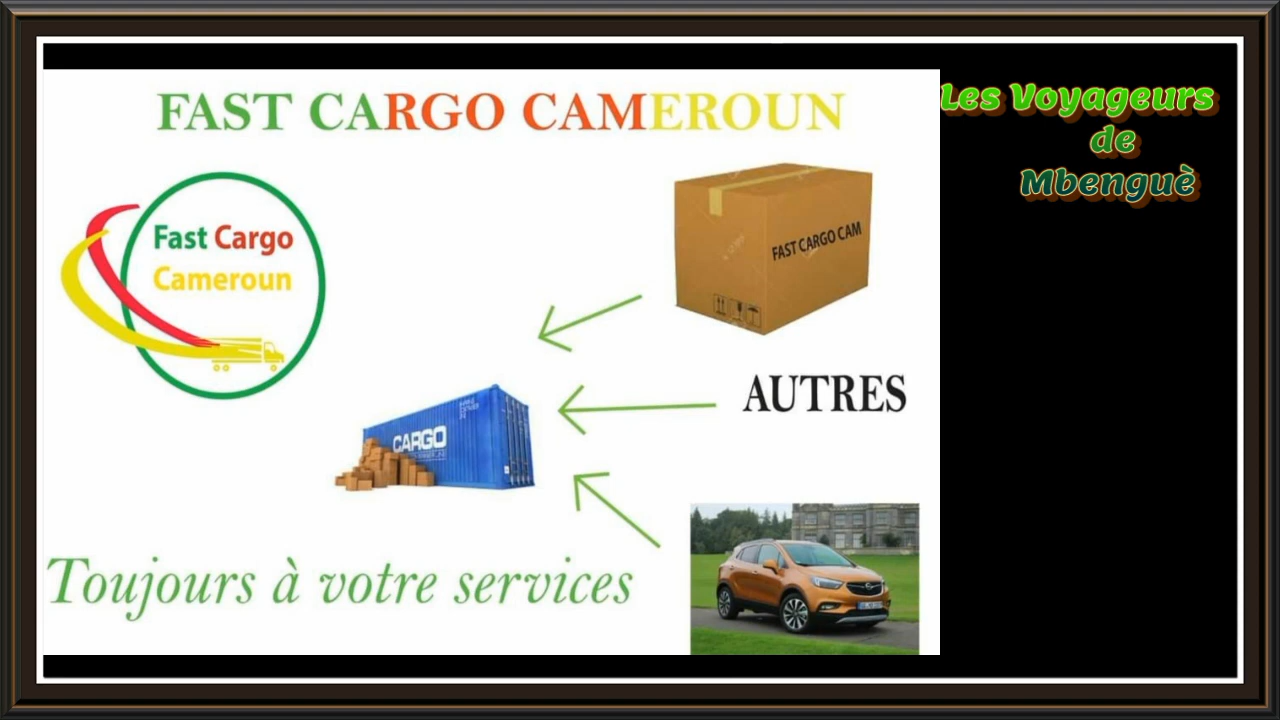 FAST CARGO CAMEROUN
Les Voyageurs
de
Mbenguè
Fast Cargo
Cameroun
FAST CARGO CAM
AUTRES
CARGO
Toujours à votre services